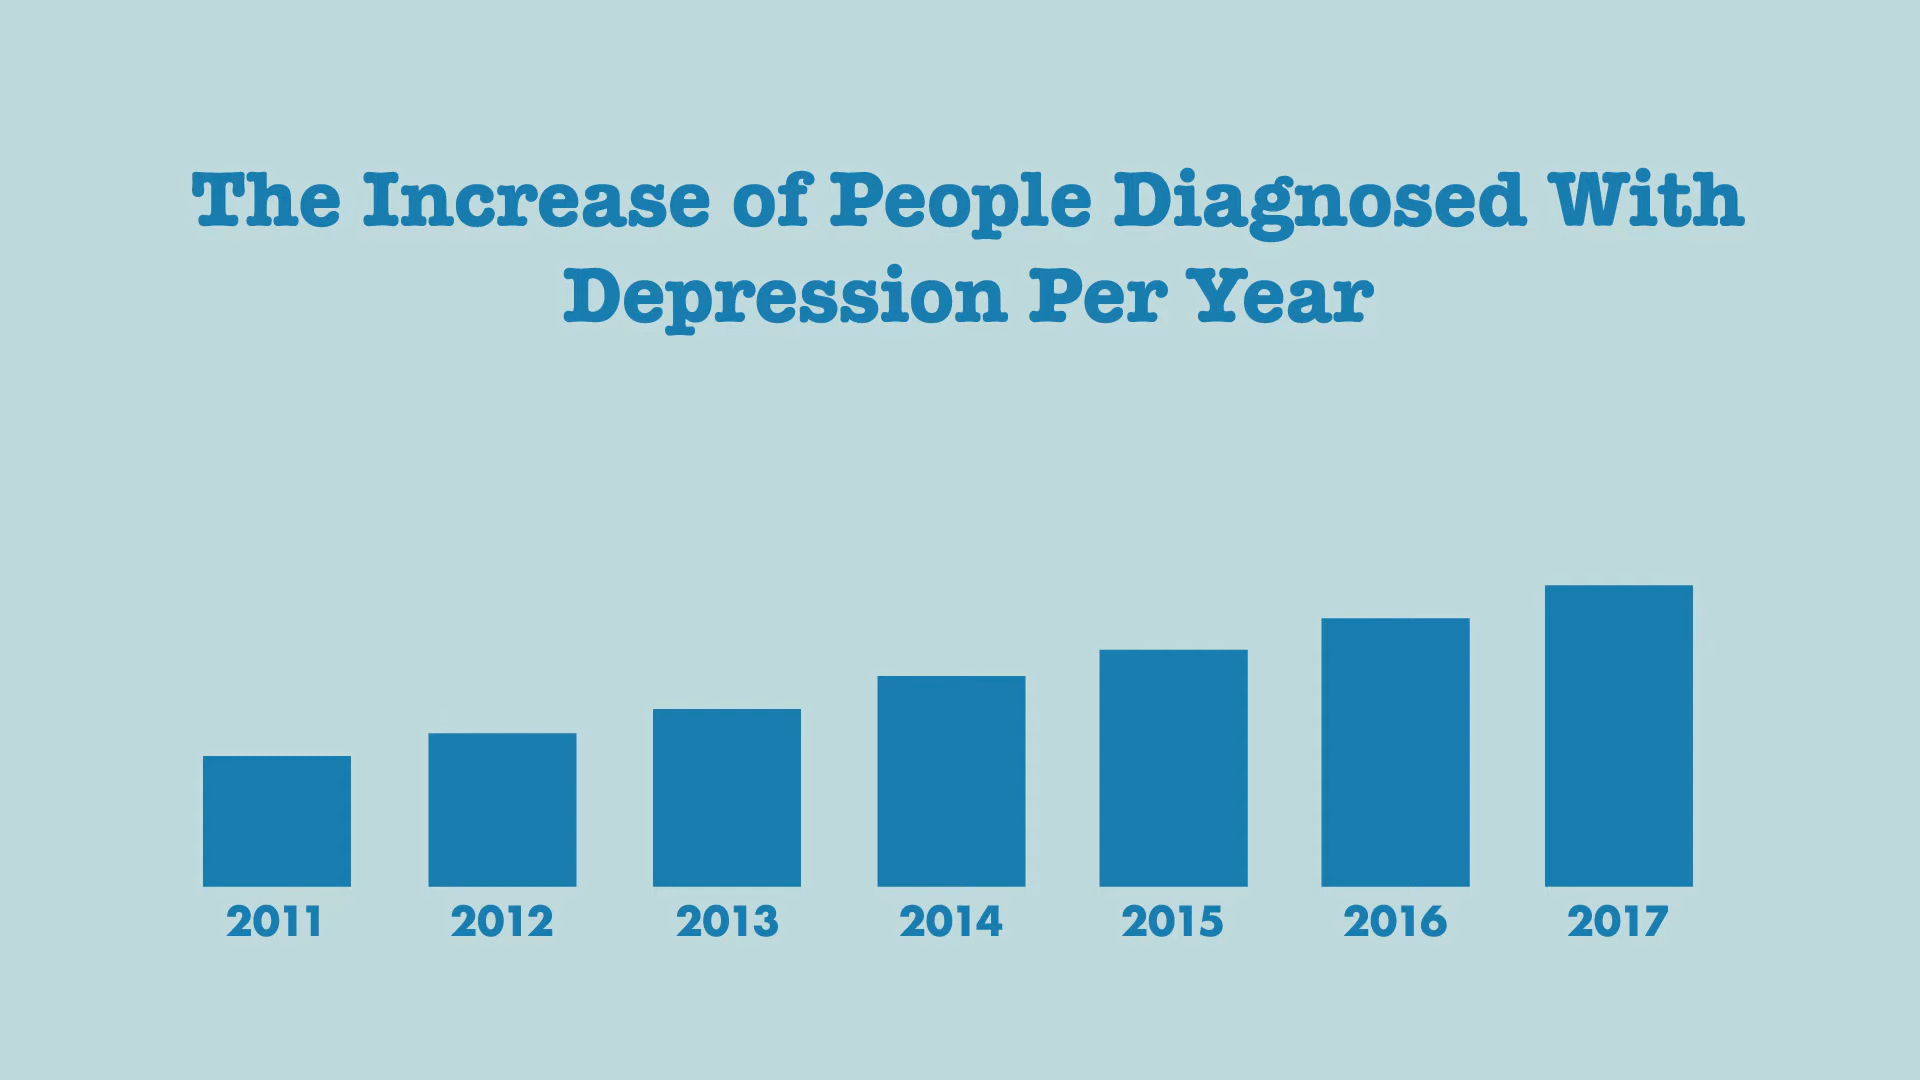 The Increase of People Diagnosed With
Depression Per Year
2011 2012 2013 2014 2015 2016 2017